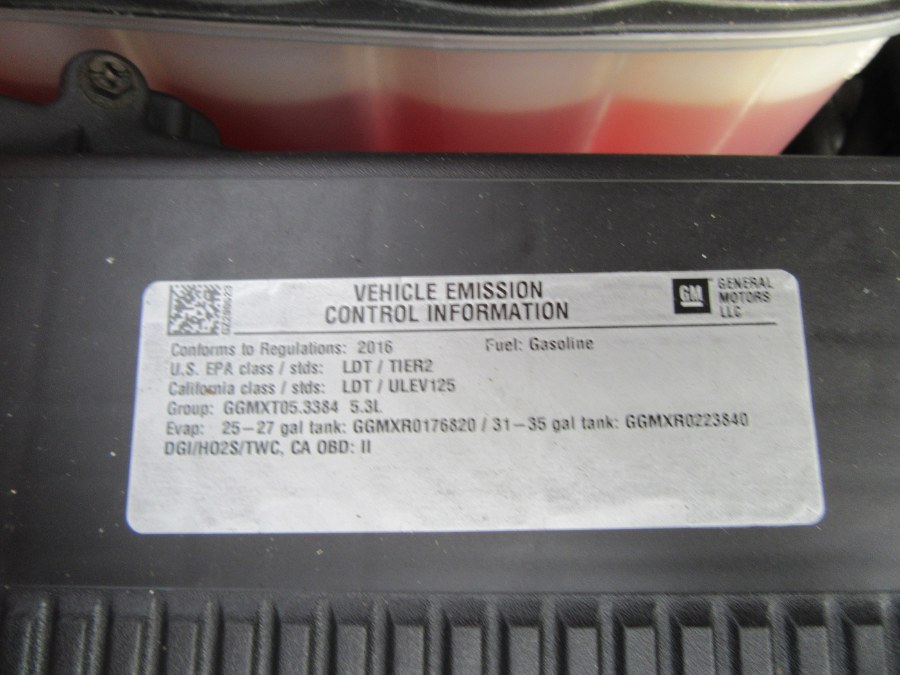 VEHICLE EMISSION
CONTROL INFORMATION
GM GENERAL
MOTORS
LLC
Conforms to Regulations: 2016 Fuel: Gasoline
U.S. EPA class / stds: LDT / TIER2
California class / stds: LDT / ULEV125
Group: GGMXT05.3384 5.3L
Evap: 25-27 gal tank: GGMXR0176820 / 31-35 gal tank: GGMXR0223840
DGI/HO2S/TWC, CA OBD: II